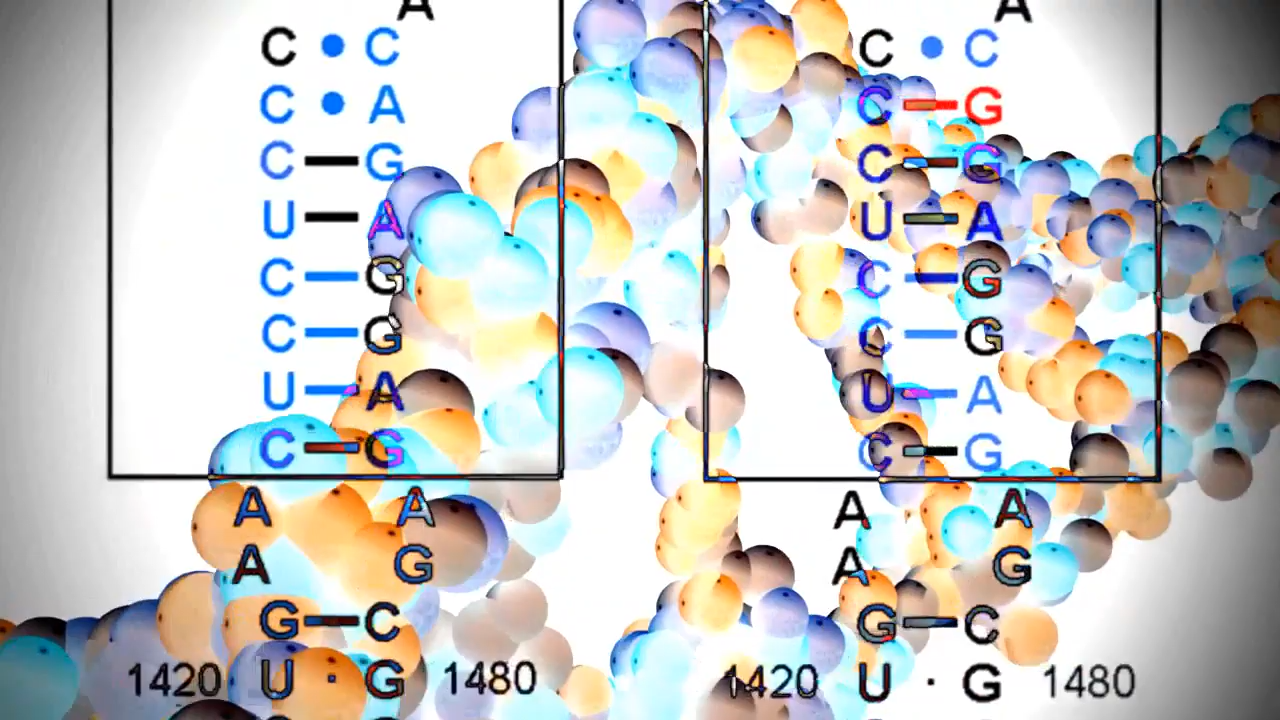 A A
C • C C • C
C • A C — G
C — G C — G
U — A U — A
C — G C — G
C — G C — G
U — A U — A
C — G C — G
A A A A
A G A G
G — C G — C
1420 U · G 1480 1420 U · G 1480